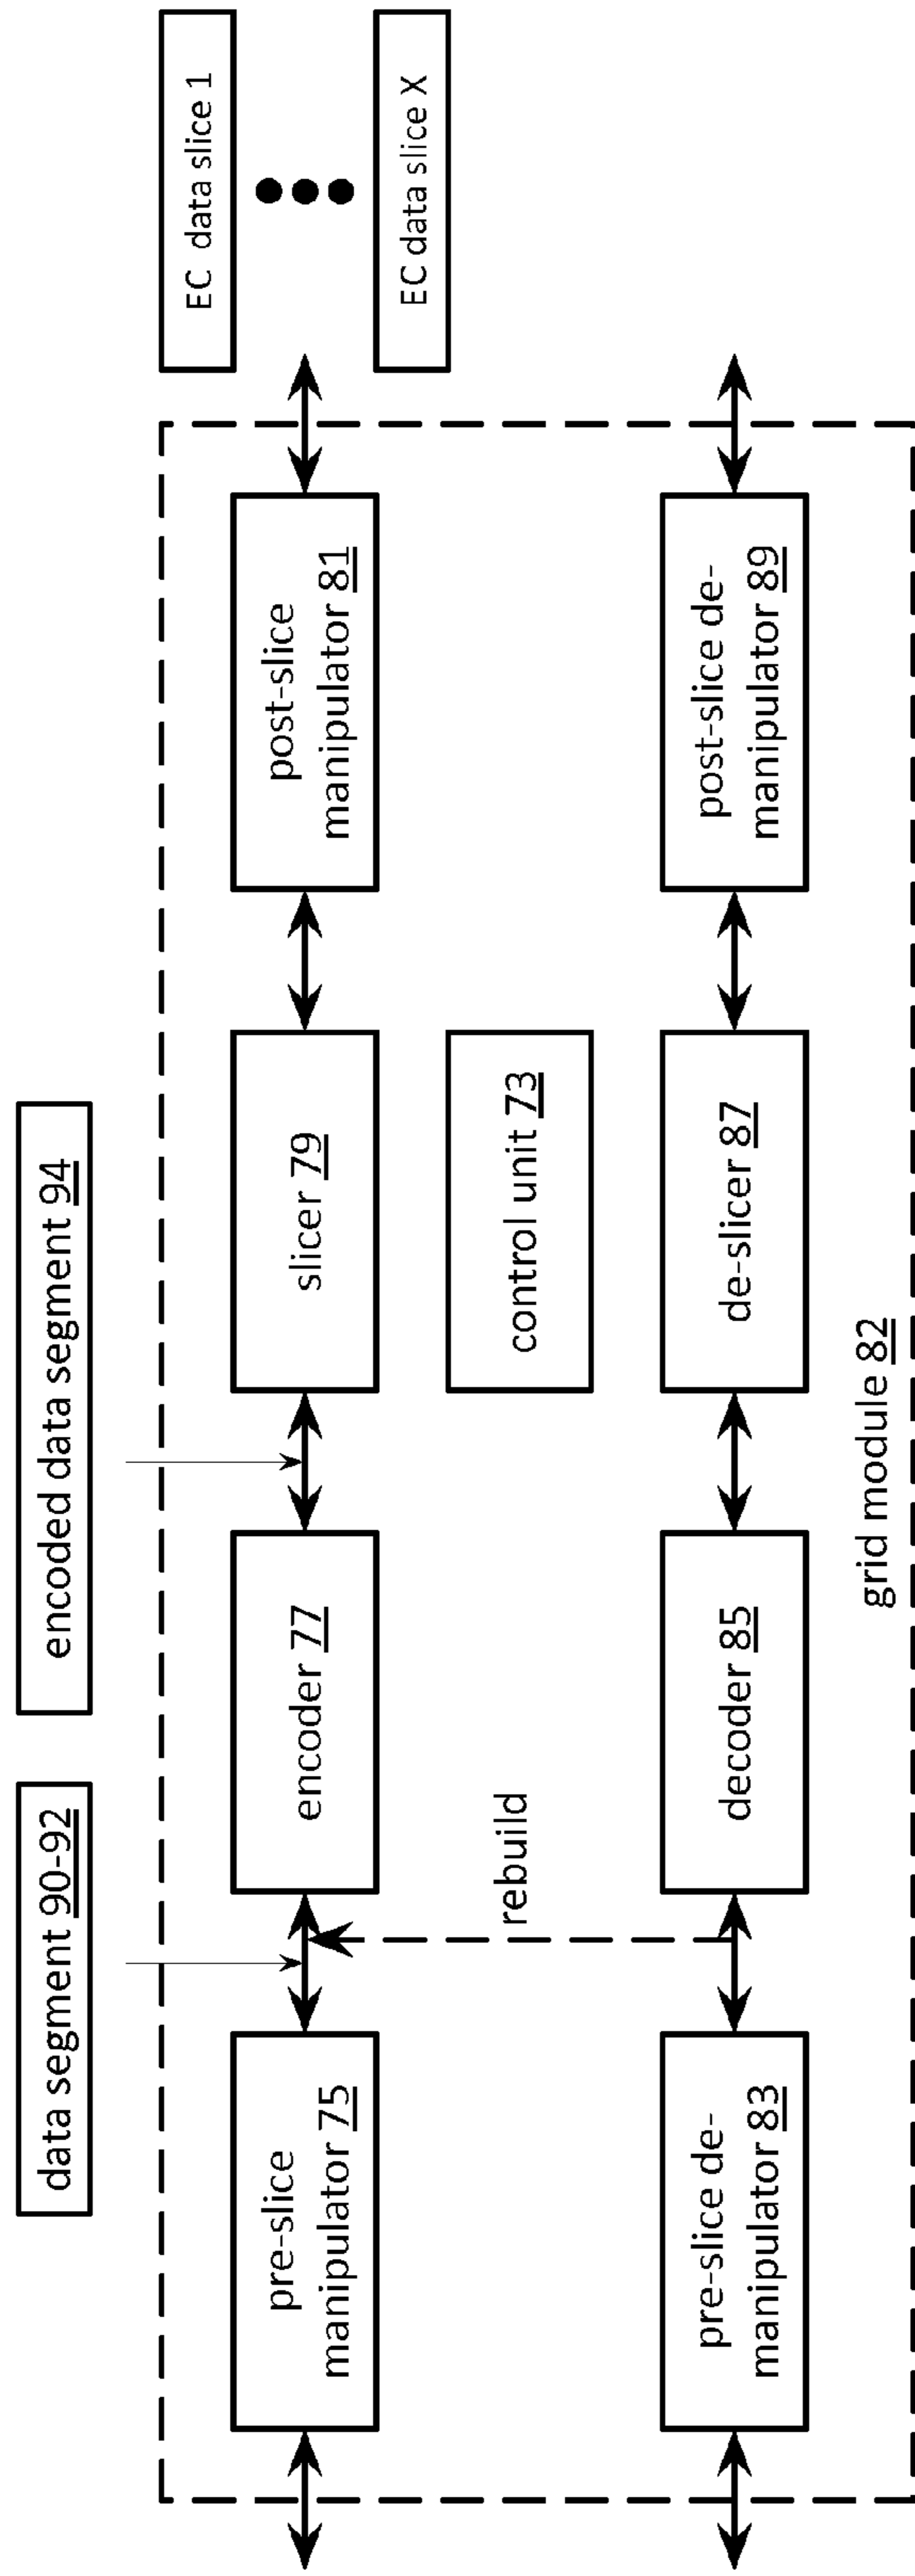 data segment 90-92
encoded data segment 94
EC data slice 1
EC data slice X
pre-slice
manipulator 75
encoder 77
slicer 79
post-slice
manipulator 81
rebuild
control unit 73
pre-slice de-
manipulator 83
decoder 85
de-slicer 87
post-slice de-
manipulator 89
grid module 82